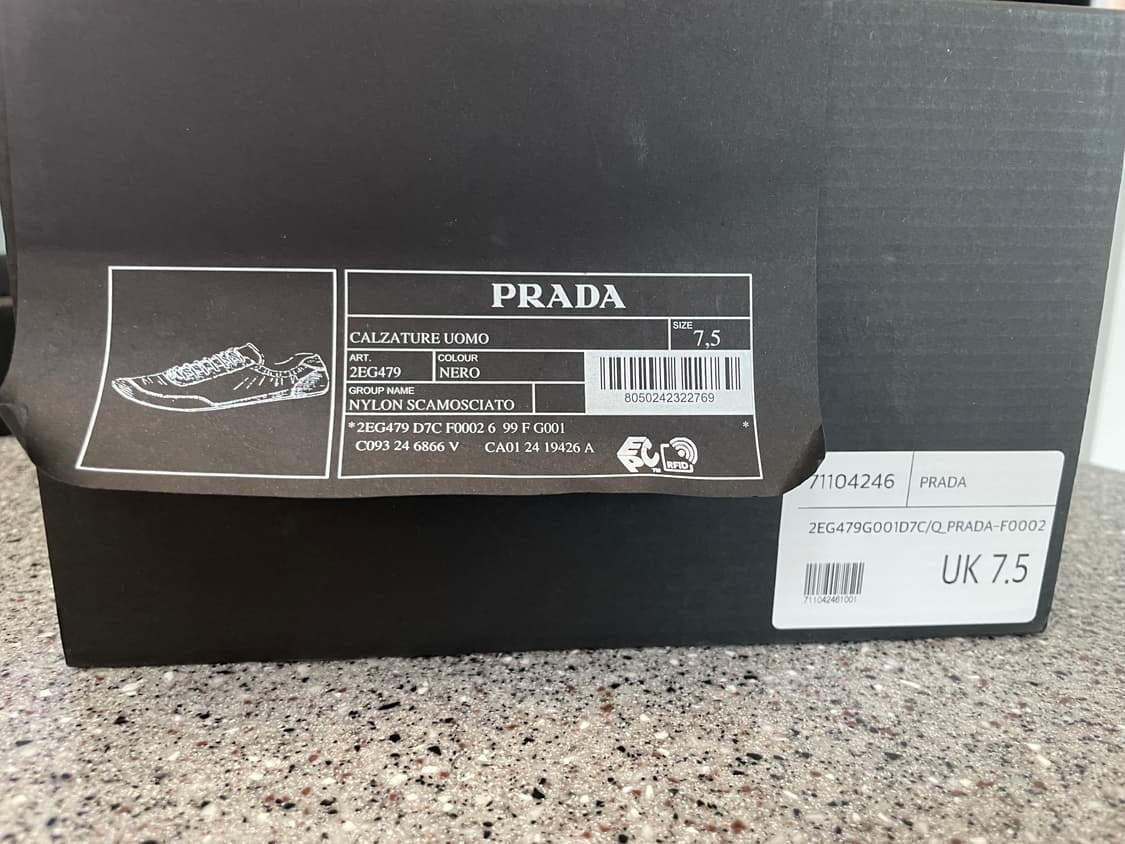 PRADA
CALZATURE UOMO
SIZE
7,5
ART.
2EG479
COLOUR
NERO
GROUP NAME
NYLON SCAMOSCIATO
8050242322769
*2EG479 D7C F0002 6 99 F G001 *
C093 24 6866 V CA01 24 19426 A
EPC™
RFID
71104246 PRADA
2EG479G001D7C/Q_PRADA-F0002
UK 7.5
711042461001